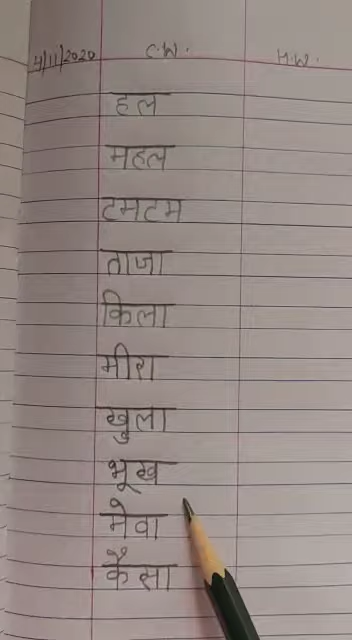 4/11/2020 C.W. H.W.
हल
महल
टमटम
ताजा
किला
मीरा
खुला
भूख
मेवा
कैसा